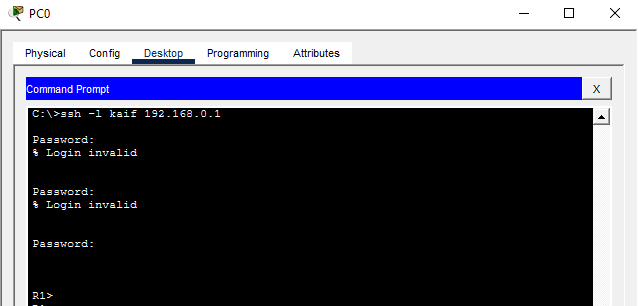 PC0
Physical Config Desktop Programming Attributes
Command Prompt
X
C:\>ssh -l kaif 192.168.0.1
Password:
% Login invalid
Password:
% Login invalid
Password:
R1>